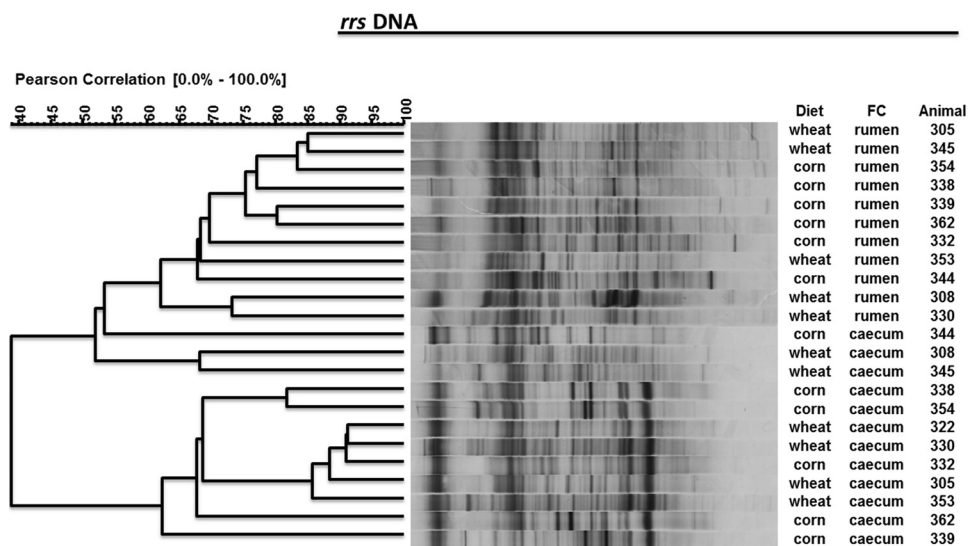 rrs DNA
Pearson Correlation [0.0% - 100.0%]
40 45 50 55 60 65 70 75 80 85 90 95 100
Diet FC Animal
wheat rumen 305
wheat rumen 345
corn rumen 354
corn rumen 338
corn rumen 339
corn rumen 362
corn rumen 332
wheat rumen 353
corn rumen 344
wheat rumen 308
wheat rumen 330
corn caecum 344
wheat caecum 308
wheat caecum 345
corn caecum 338
corn caecum 354
wheat caecum 322
wheat caecum 330
corn caecum 332
wheat caecum 305
wheat caecum 353
corn caecum 362
corn caecum 339